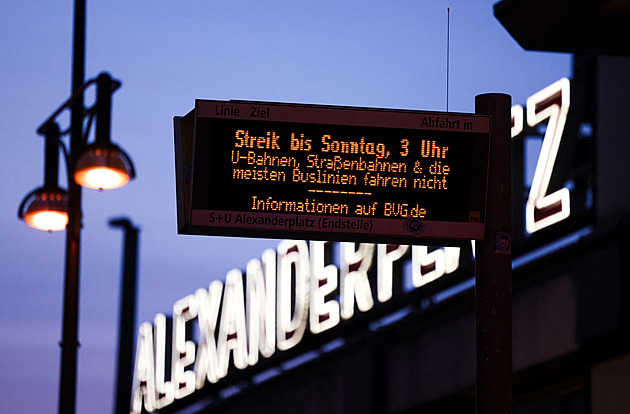 Linie Ziel Abfahrt in
Streik bis Sonntag, 3 Uhr
U-Bahnen, Straßenbahnen & die
meisten Buslinien fahren nicht
--------
Informationen auf BVG.de
S+U Alexanderplatz (Endstelle)
ALEXANDERPLATZ